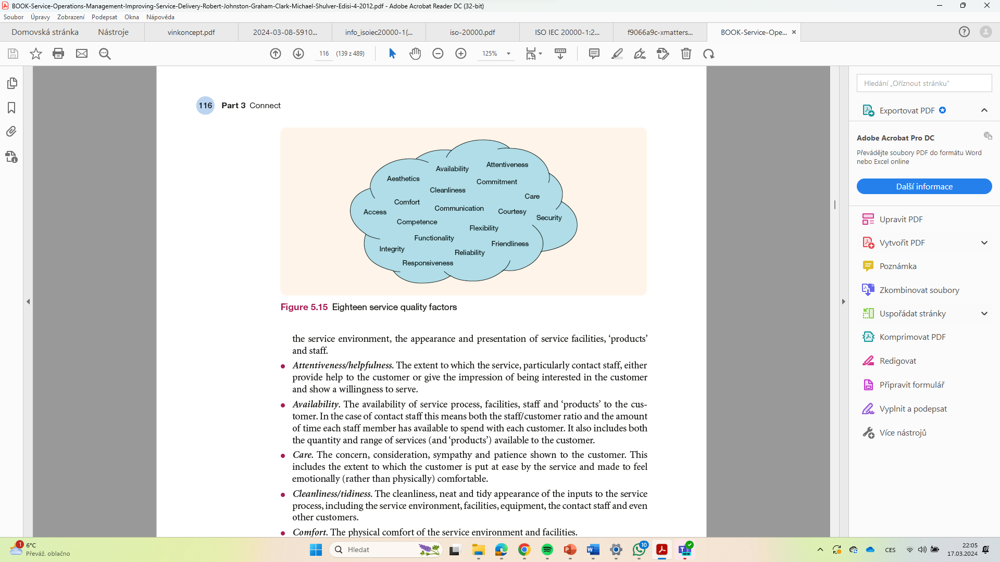 BOOK-Service-Operations-Management-Improving-Service-Delivery-Robert-Johnston-Graham-Clark-Michael-Shulver-Edisi-4-2012.pdf - Adobe Acrobat Reader DC (32-bit)
Soubor Úpravy Zobrazení Podepsat Okna Nápověda
Domovská stránka Nástroje vinkoncept.pdf 2024-03-08-5910... info_isoiec20000-1{... iso-20000.pdf ISO IEC 20000-1:2... f9066a9c-xmatters... BOOK-Service-Ope...
116 (139 z 489) 125%
116 Part 3 Connect
Attentiveness
Availability
Aesthetics
Commitment
Cleanliness
Care
Comfort
Communication
Access
Courtesy
Security
Competence
Flexibility
Functionality
Friendliness
Integrity
Reliability
Responsiveness
Figure 5.15 Eighteen service quality factors
the service environment, the appearance and presentation of service facilities, ‘products’
and staff.
• Attentiveness/helpfulness. The extent to which the service, particularly contact staff, either
provide help to the customer or give the impression of being interested in the customer
and show a willingness to serve.
• Availability. The availability of service process, facilities, staff and ‘products’ to the cus-
tomer. In the case of contact staff this means both the staff/customer ratio and the amount
of time each staff member has available to spend with each customer. It also includes both
the quantity and range of services (and ‘products’) available to the customer.
• Care. The concern, consideration, sympathy and patience shown to the customer. This
includes the extent to which the customer is put at ease by the service and made to feel
emotionally (rather than physically) comfortable.
• Cleanliness/tidiness. The cleanliness, neat and tidy appearance of the inputs to the service
process, including the service environment, facilities, equipment, the contact staff and even
other customers.
• Comfort. The physical comfort of the service environment and facilities.
Hledání „Oříznout stránku“
Exportovat PDF
Adobe Acrobat Pro DC
Převádějte soubory PDF do formátu Word
nebo Excel online
Další informace
Upravit PDF
Vytvořit PDF
Poznámka
Zkombinovat soubory
Uspořádat stránky
Komprimovat PDF
Redigovat
Připravit formulář
Vyplnit a podepsat
Více nástrojů
1
6°C
Převáž. oblačno
Hledat
10
NEW
CES
22:05
17.03.2024